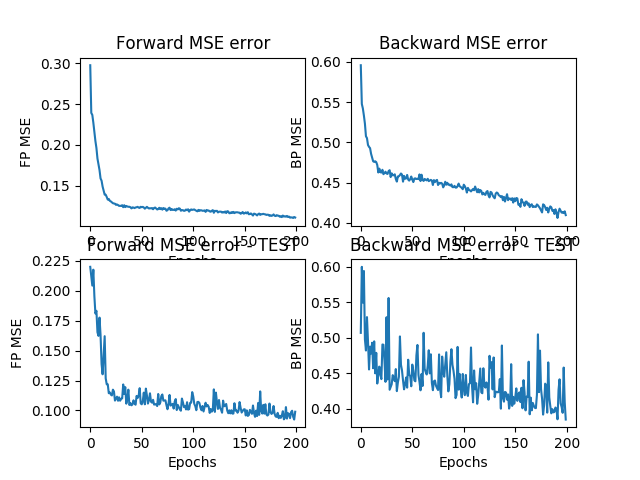 Forward MSE error
FP MSE
0.30
0.25
0.20
0.15
0 50 100 150 200
Epochs
Backward MSE error
BP MSE
0.60
0.55
0.50
0.45
0.40
0 50 100 150 200
Epochs
Forward MSE error - TEST
FP MSE
0.225
0.200
0.175
0.150
0.125
0.100
0 50 100 150 200
Epochs
Backward MSE error - TEST
BP MSE
0.60
0.55
0.50
0.45
0.40
0 50 100 150 200
Epochs